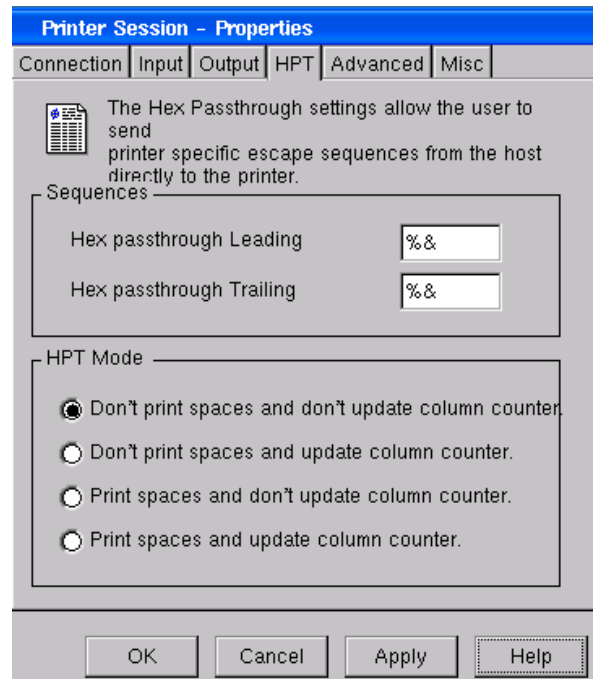 Printer Session - Properties
Connection Input Output HPT Advanced Misc
The Hex Passthrough settings allow the user to
send
printer specific escape sequences from the host
directly to the printer.
Sequences
Hex passthrough Leading %&
Hex passthrough Trailing %&
HPT Mode
Don't print spaces and don't update column counter.
Don't print spaces and update column counter.
Print spaces and don't update column counter.
Print spaces and update column counter.
OK Cancel Apply Help